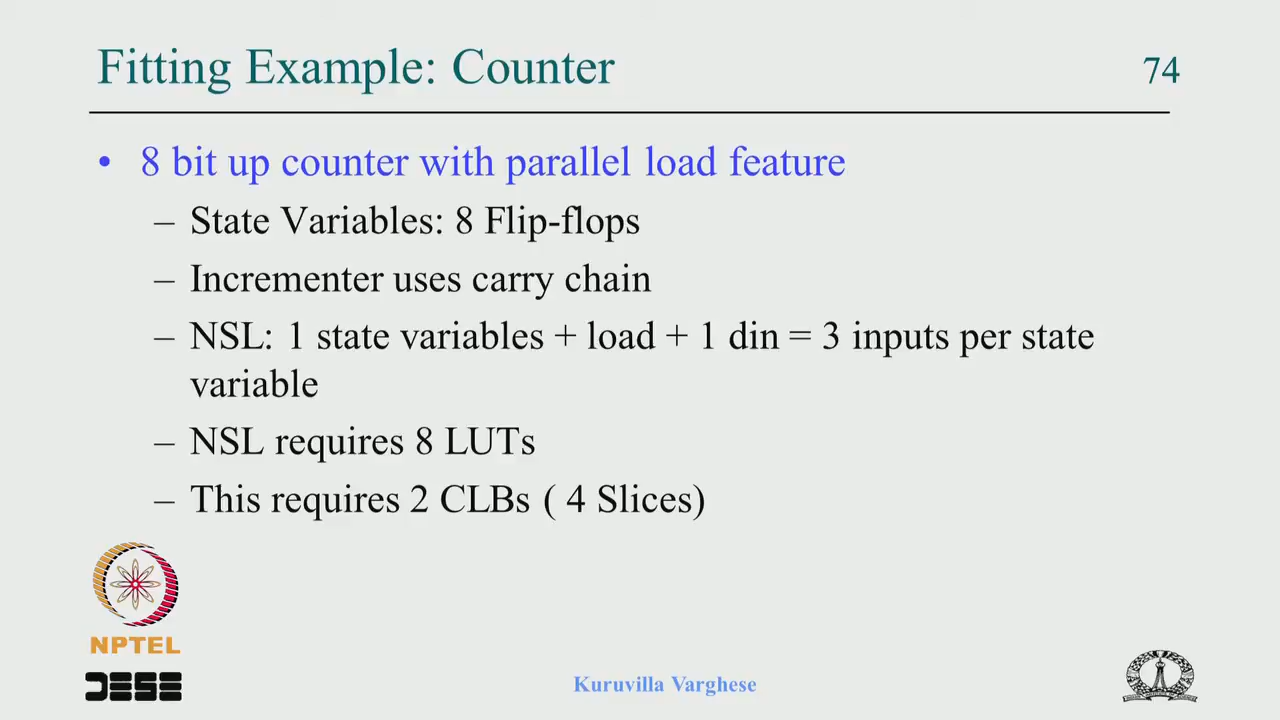 Fitting Example: Counter
74
• 8 bit up counter with parallel load feature
– State Variables: 8 Flip-flops
– Incrementer uses carry chain
– NSL: 1 state variables + load + 1 din = 3 inputs per state
variable
– NSL requires 8 LUTs
– This requires 2 CLBs ( 4 Slices)
NPTEL
DESE
Kuruvilla Varghese